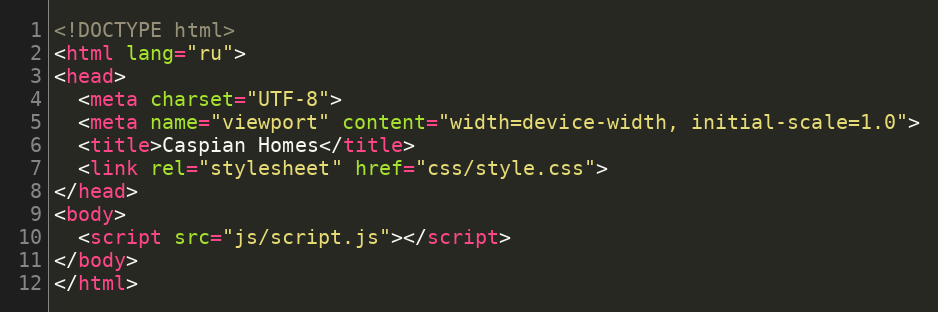 1 <!DOCTYPE html>
2 <html lang="ru">
3 <head>
4   <meta charset="UTF-8">
5   <meta name="viewport" content="width=device-width, initial-scale=1.0">
6   <title>Caspian Homes</title>
7   <link rel="stylesheet" href="css/style.css">
8 </head>
9 <body>
10   <script src="js/script.js"></script>
11 </body>
12 </html>